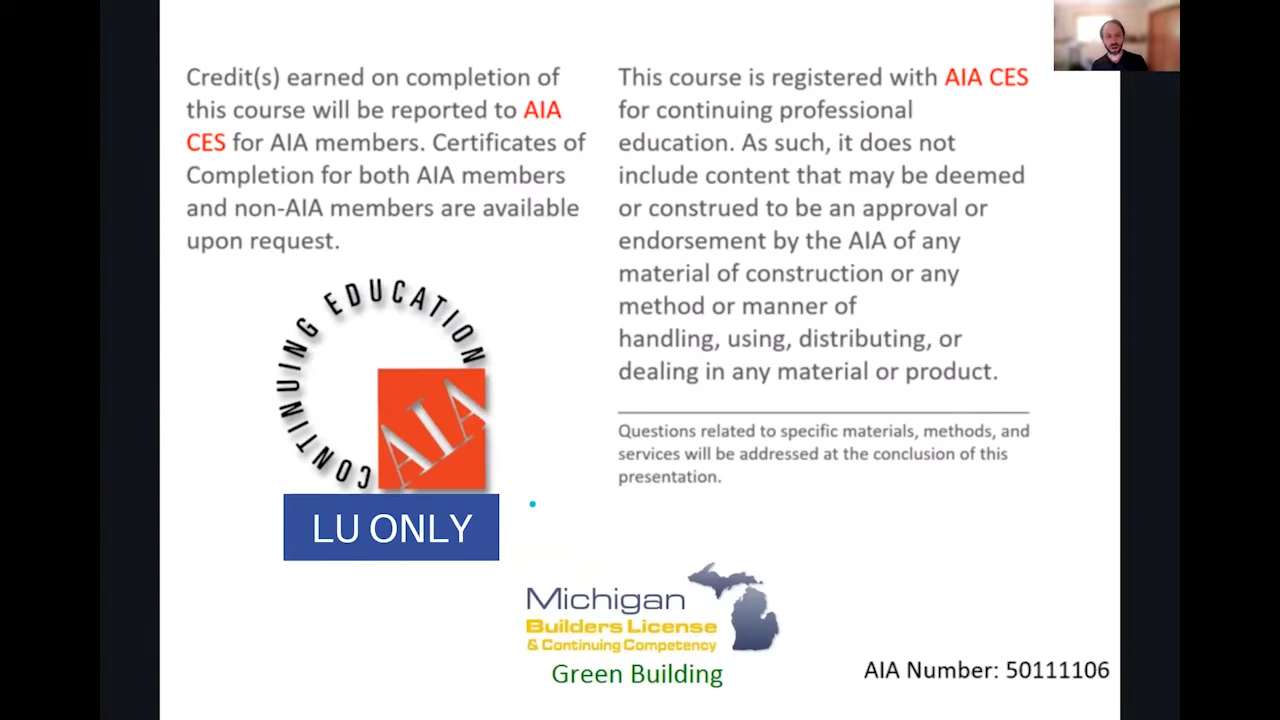 Credit(s) earned on completion of
this course will be reported to AIA
CES for AIA members. Certificates of
Completion for both AIA members
and non-AIA members are available
upon request.
CONTINUING EDUCATION
AIA
LU ONLY
This course is registered with AIA CES
for continuing professional
education. As such, it does not
include content that may be deemed
or construed to be an approval or
endorsement by the AIA of any
material of construction or any
method or manner of
handling, using, distributing, or
dealing in any material or product.
Questions related to specific materials, methods, and
services will be addressed at the conclusion of this
presentation.
Michigan
Builders License
& Continuing Competency
Green Building
AIA Number: 50111106